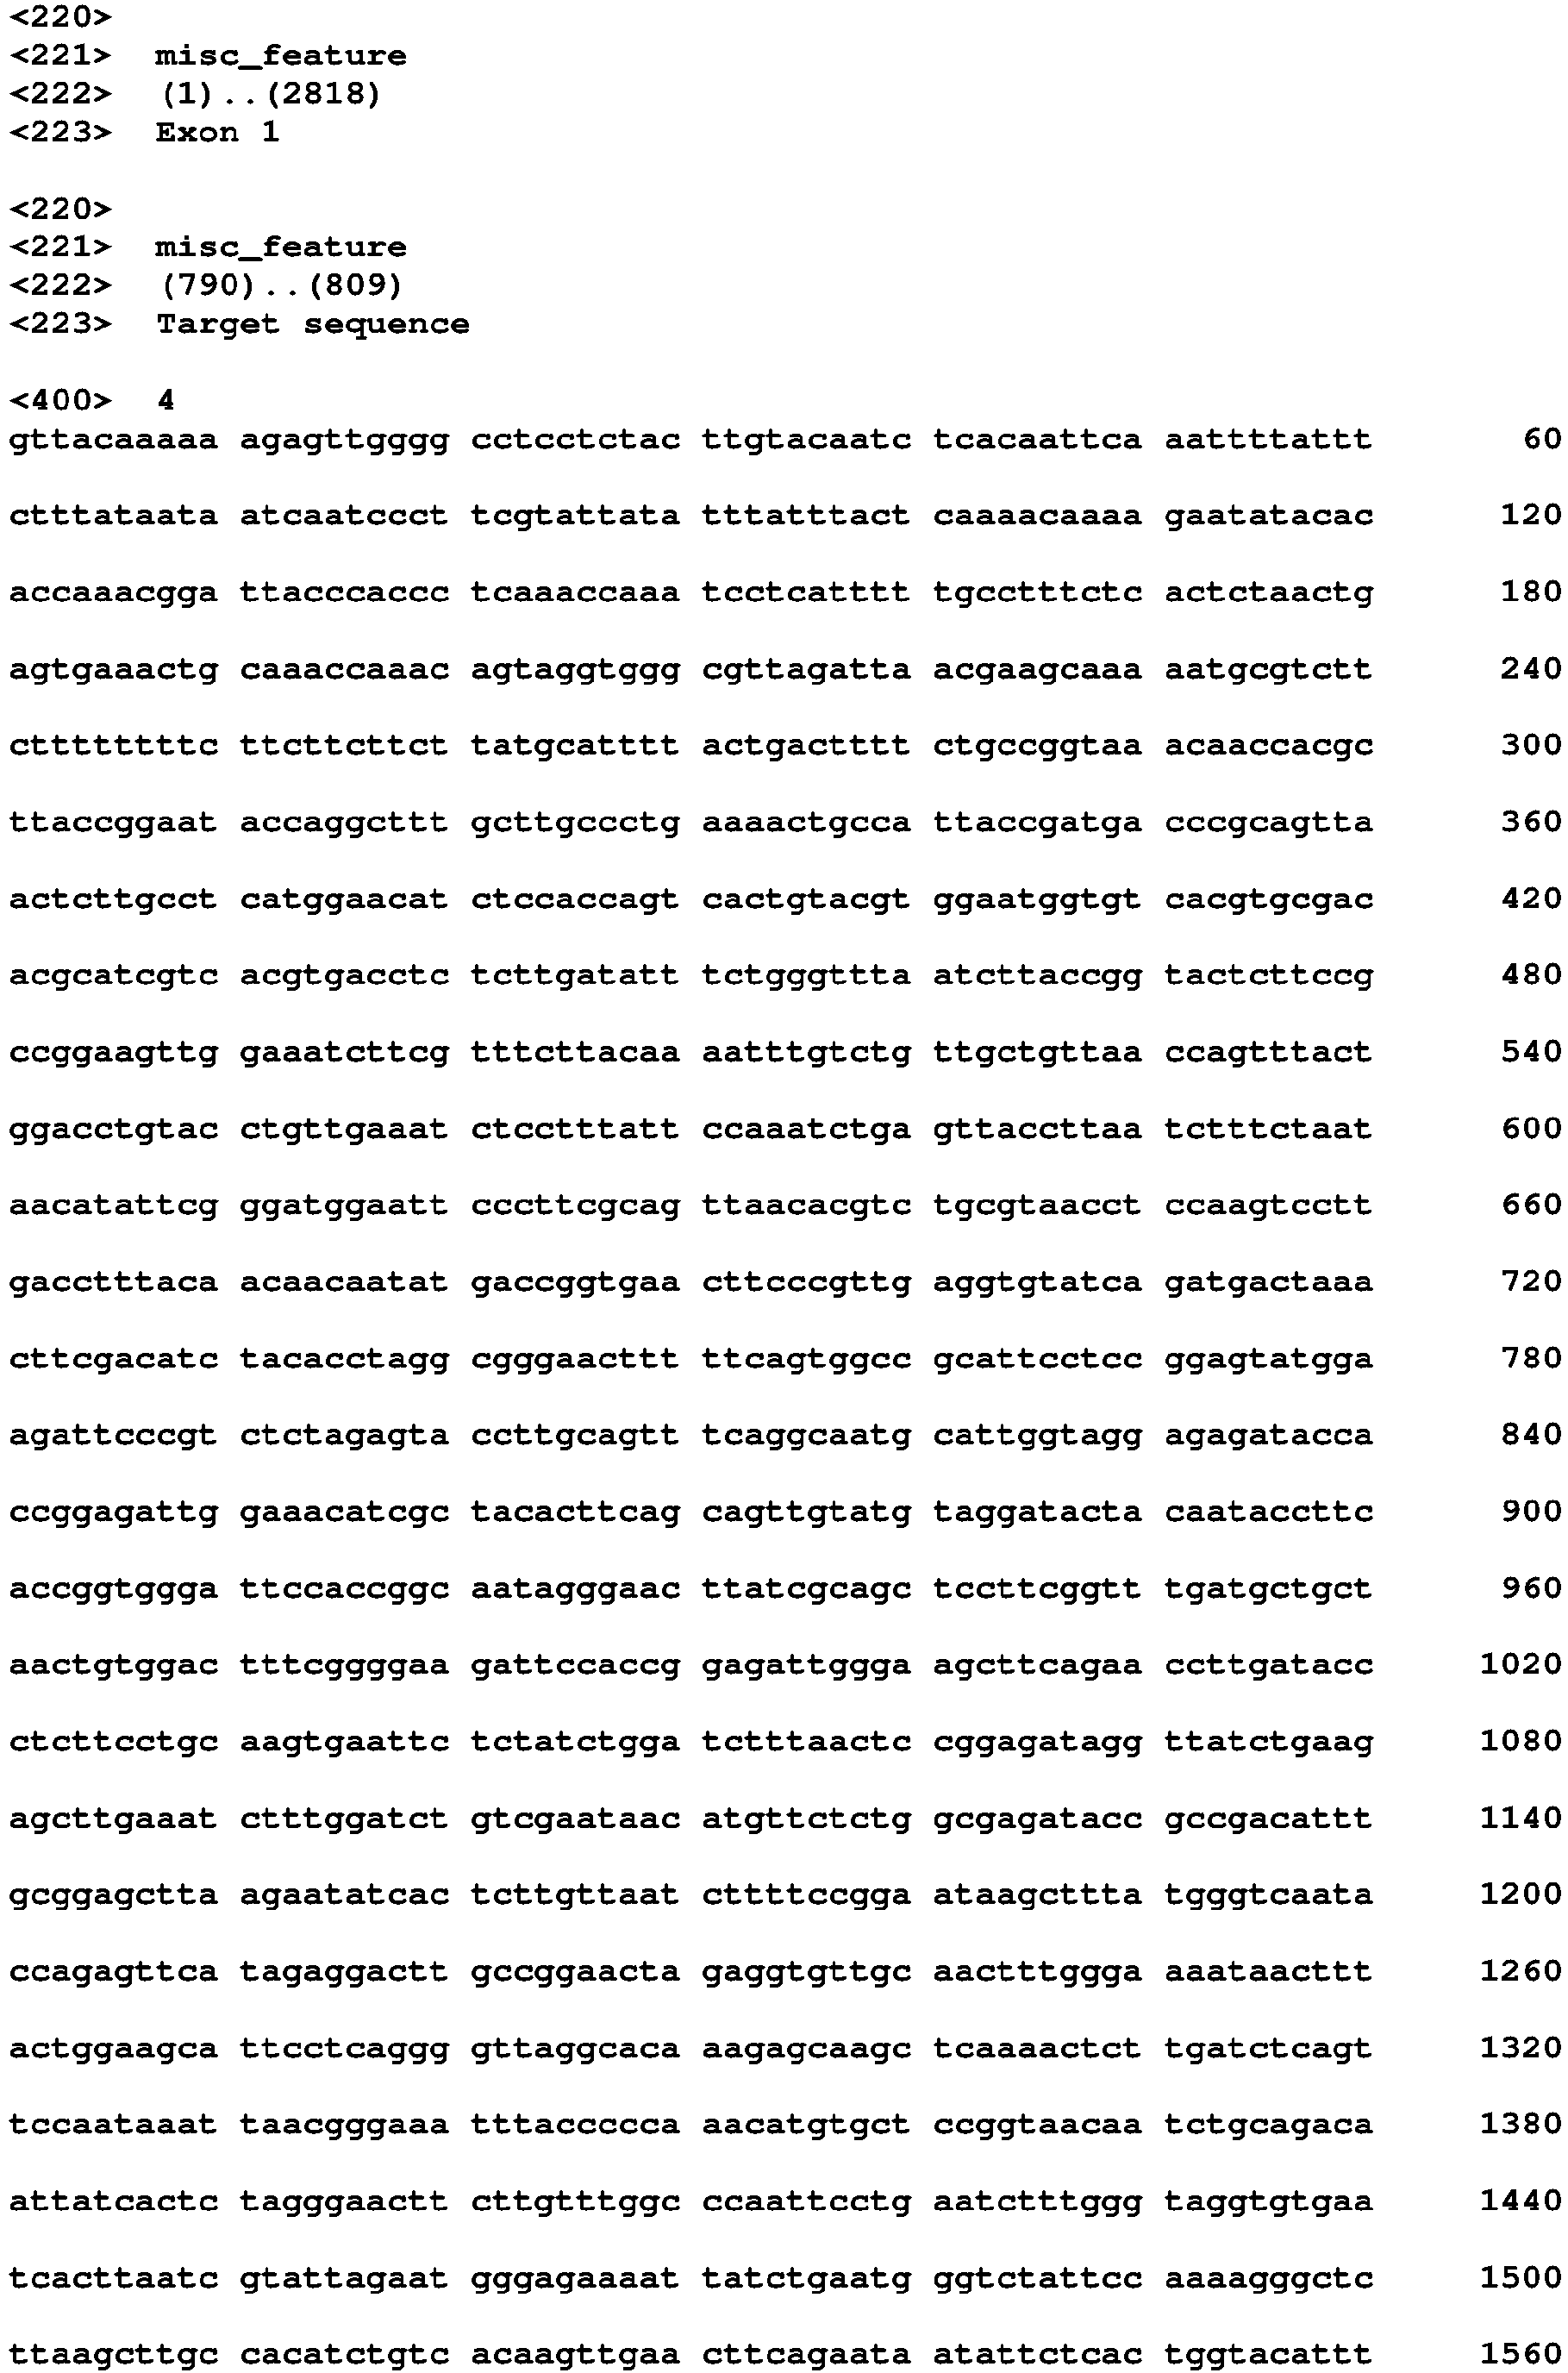 <220>
<221> misc_feature
<222> (1)..(2818)
<223> Exon 1
<220>
<221> misc_feature
<222> (790)..(809)
<223> Target sequence
<400> 4
gttacaaaaa agagttgggg cctcctctac ttgtacaatc tcacaattca aattttattt 60
ctttataata atcaatccct tcgtattata tttatttact caaaacaaaa gaatatacac 120
accaaacgga ttacccaccc tcaaaccaaa tcctcatttt tgcctttctc actctaactg 180
agtgaaactg caaaccaaac agtaggtggg cgttagatta acgaagcaaa aatgcgtctt 240
ctttttttttc ttcttcttct tatgcatttt actgactttt ctgccggtaa acaaccacgc 300
ttaccggaat accaggcttt gcttgccctg aaaactgcca ttaccgatga cccgcagtta 360
actcttgcct catggaacat ctccaccagt cactgtacgt ggaatggtgt cacgtgcgac 420
acgcatcgtc acgtgacctc tcttgatatt tctgggttta atcttaccgg tactcttccg 480
ccggaagttg gaaatcttcg tttcttacaa aatttgtctg ttgctgttaa ccagtttact 540
ggacctgtac ctgttgaaat ctcctttatt ccaaatctga gttaccttaa tctttctaat 600
aacatattcg ggatggaatt cccttcgcag ttaacacgtc tgcgtaacct ccaagtcctt 660
gacctttaca acaacaatat gaccggtgaa cttcccgttg aggtgtatca gatgactaaa 720
cttcgacatc tacacctagg cgggaacttt ttcagtggcc gcattcctcc ggagtatgga 780
agattcccgt ctctagagta ccttgcagtt tcaggcaatg cattggtagg agagatacca 840
ccggagattg gaaacatcgc tacacttcag cagttgtatg taggatacta caataccttc 900
accggtggga ttccaccggc aatagggaac ttatcgcagc tccttcggtt tgatgctgct 960
aactgtggac tttcggggaa gattccaccg gagattggga agcttcagaa ccttgatacc 1020
ctcttcctgc aagtgaattc tctatctgga tctttaactc cggagatagg ttatctgaag 1080
agcttgaaat ctttggatct gtcgaataac atgttctctg gcgagatacc gccgacattt 1140
gcggagctta agaatatcac tcttgttaat cttttccgga ataagcttta tgggtcaata 1200
ccagagttca tagaggactt gccggaacta gaggtgttgc aactttggga aaataacttt 1260
actggaagca ttcctcaggg gttaggcaca aagagcaagc tcaaaactct tgatctcagt 1320
tccaataaat taacgggaaa tttaccccca aacatgtgct ccggtaacaa tctgcagaca 1380
attatcactc tagggaactt cttgtttggc ccaattcctg aatctttggg taggtgtgaa 1440
tcacttaatc gtattagaat gggagaaaat tatctgaatg ggtctattcc aaaagggctc 1500
ttaagcttgc cacatctgtc acaagttgaa cttcagaata atattctcac tggtacattt 1560